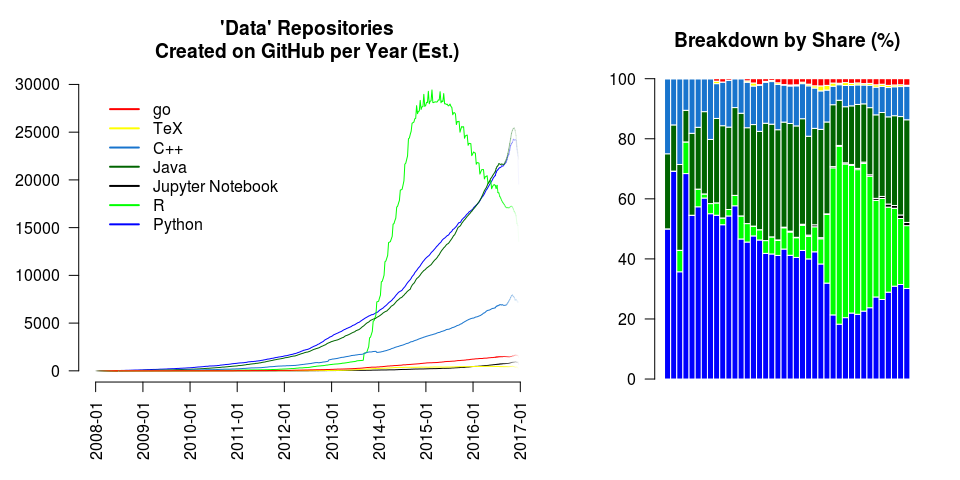 'Data' Repositories
Created on GitHub per Year (Est.)
30000
25000
20000
15000
10000
5000
0
go
TeX
C++
Java
Jupyter Notebook
R
Python
2008-01
2009-01
2010-01
2011-01
2012-01
2013-01
2014-01
2015-01
2016-01
2017-01
Breakdown by Share (%)
100
80
60
40
20
0